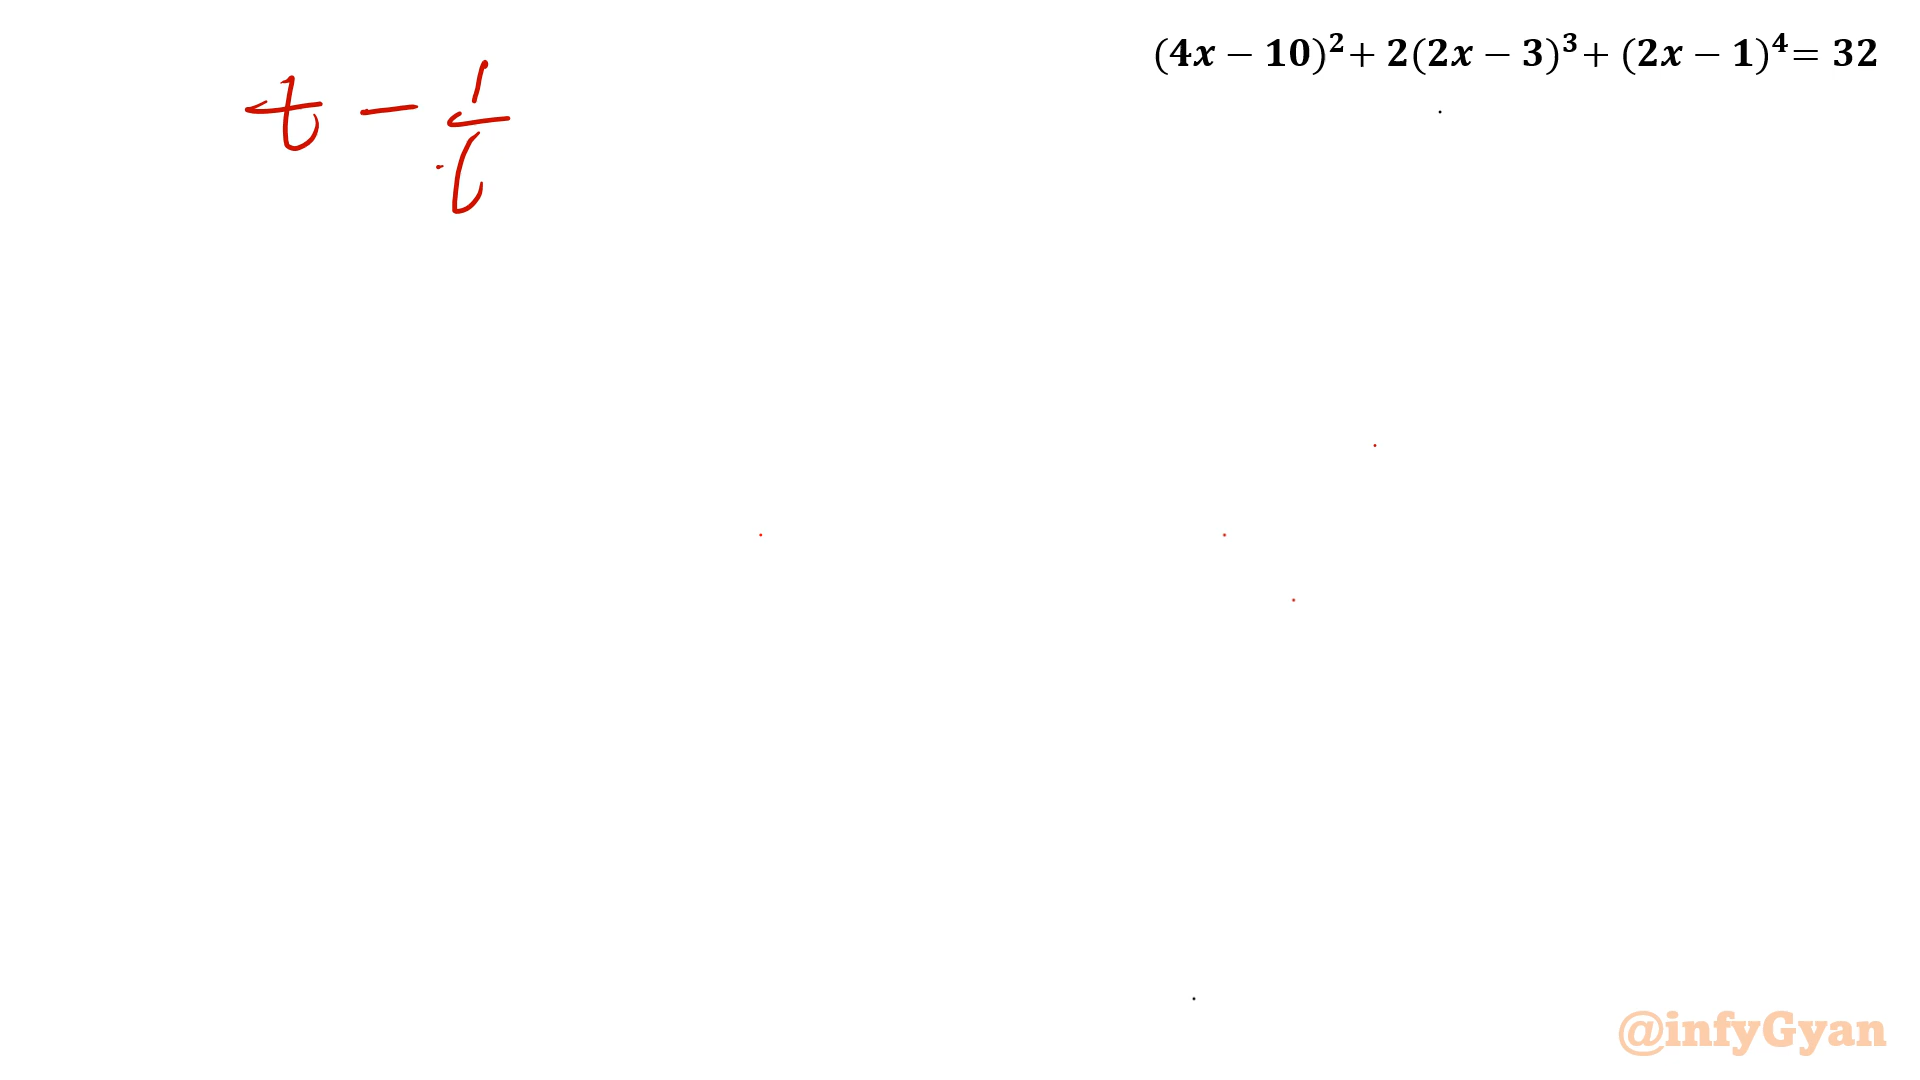 (4x − 10)²+ 2(2x − 3)³+ (2x − 1)⁴= 32
t − 1/t
@infyGyan